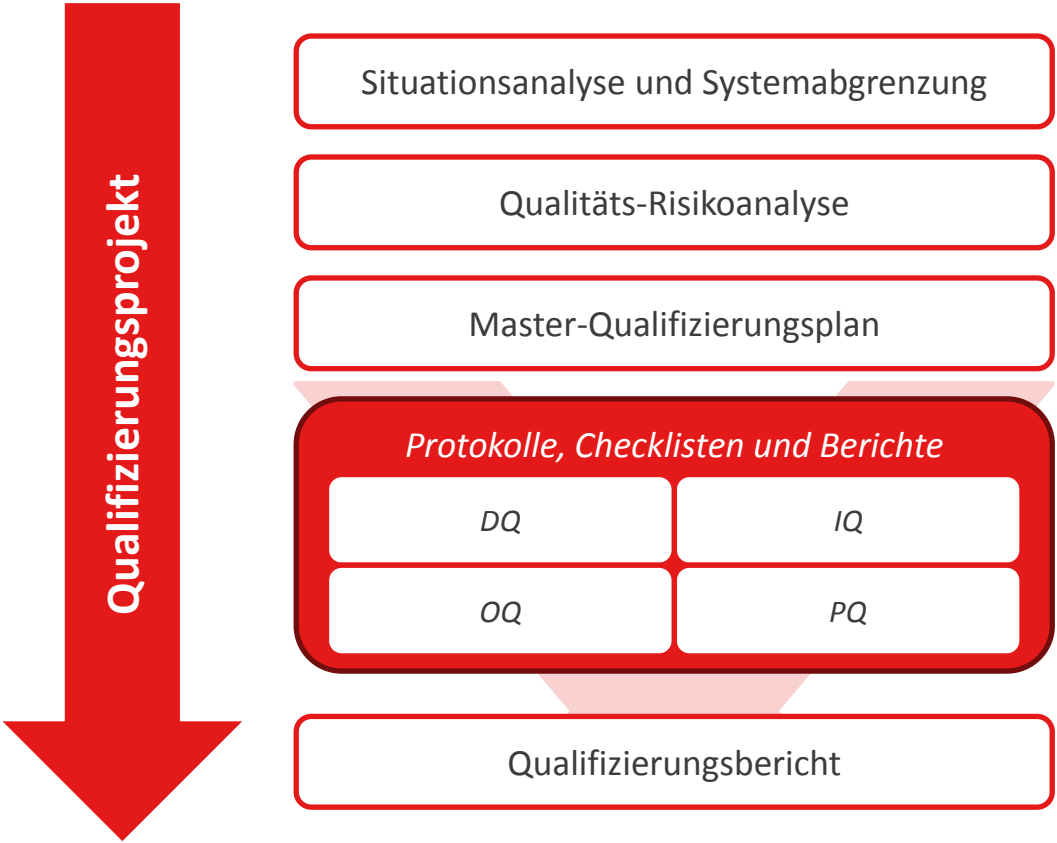 Qualifizierungsprojekt
Situationsanalyse und Systemabgrenzung
Qualitäts-Risikoanalyse
Master-Qualifizierungsplan
Protokolle, Checklisten und Berichte
DQ
IQ
OQ
PQ
Qualifizierungsbericht